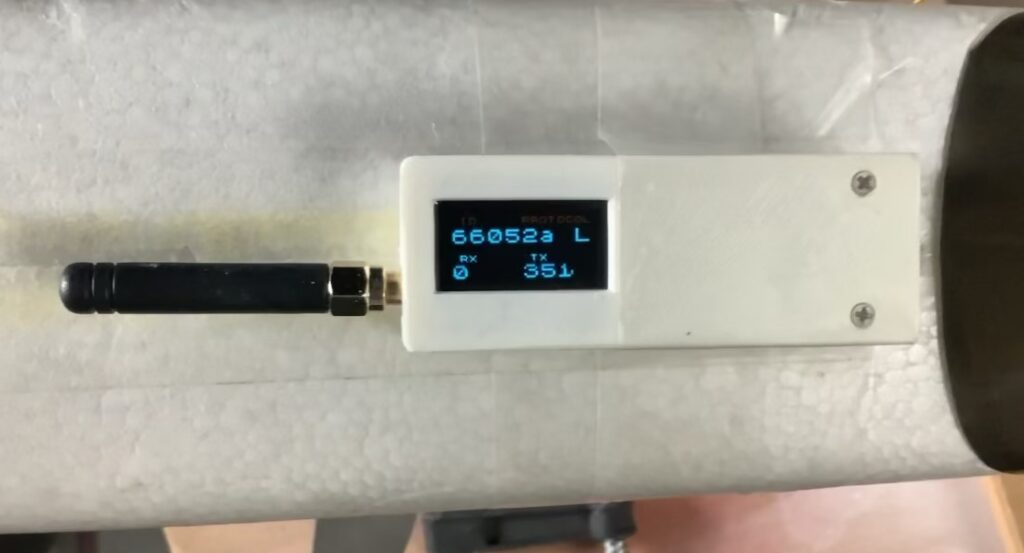 ID PROTOCOL
66052a L
RX TX
0 351